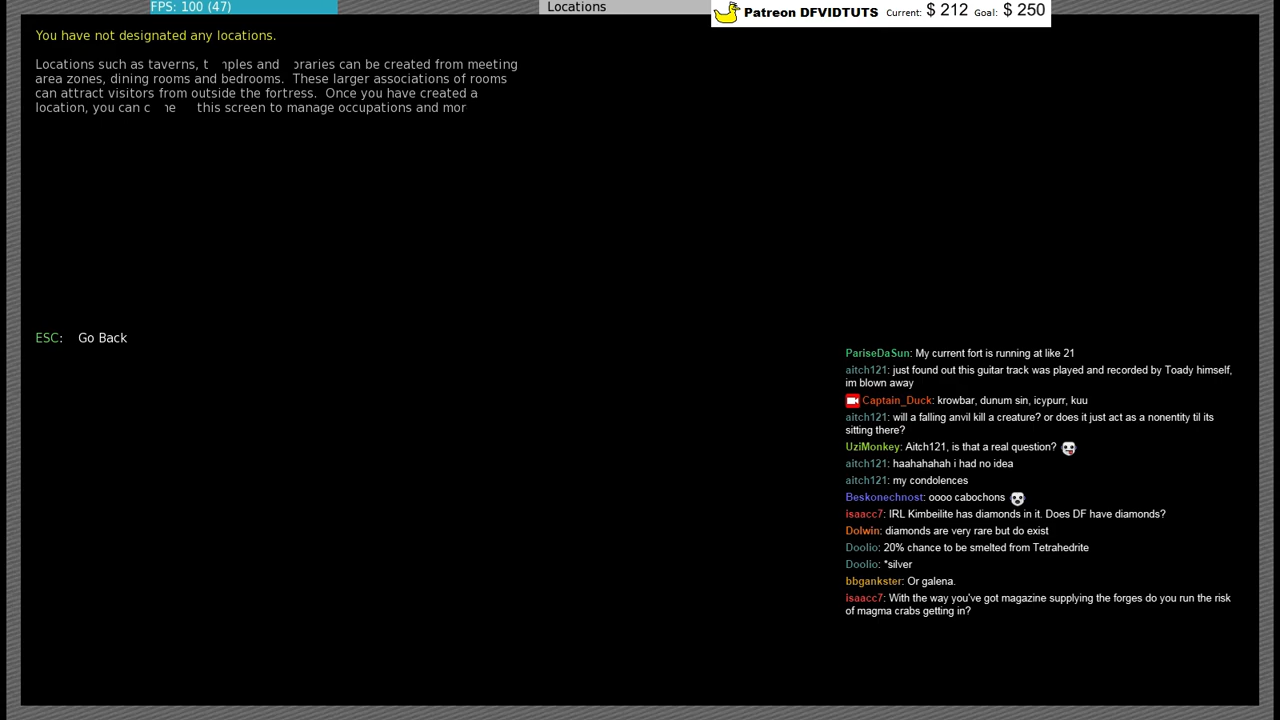 FPS: 100 (47)
Locations
Patreon DFVIDTUTS Current: $ 212 Goal: $ 250
You have not designated any locations.
Locations such as taverns, and can be created from meeting
area zones, dining rooms and bedrooms. These larger associations of rooms
can attract visitors from outside the fortress. Once you have created a
location, you can this screen to manage occupations and
ESC: Go Back
PariseDaSun: My current fort is running at like 21
aitch121: just found out this guitar track was played and recorded by Toady himself,
im blown away
Captain_Duck: krowbar, dunum sin, icypurr, kuu
aitch121: will a falling anvil kill a creature? or does it just act as a nonentity til its
sitting there?
UziMonkey: Aitch121, is that a real question?
aitch121: haahahahah i had no idea
aitch121: my condolences
Beskonechnost: oooo cabochons
isaacc7: IRL Kimbeilite has diamonds in it. Does DF have diamonds?
Dolwin: diamonds are very rare but do exist
Doolio: 20% chance to be smelted from Tetrahedrite
Doolio: *silver
bbgankster: Or galena.
isaacc7: With the way you've got magazine supplying the forges do you run the risk
of magma crabs getting in?